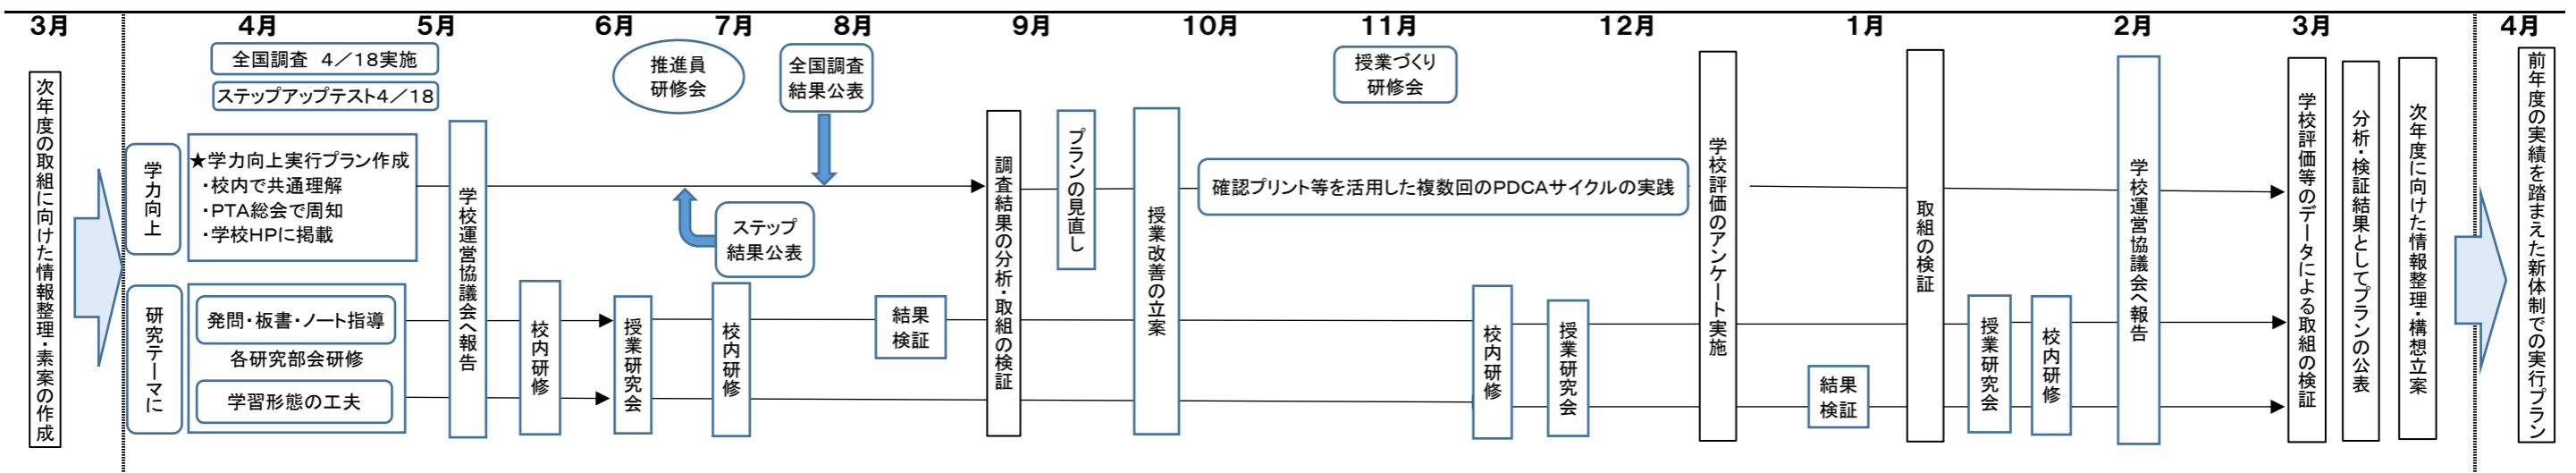 3月
4月
5月
6月
7月
8月
9月
10月
11月
12月
1月
2月
3月
4月
次年度の取組に向けた情報整理・素案の作成
全国調査 4／18実施
ステップアップテスト4／18
学力向上
★学力向上実行プラン作成
・校内で共通理解
・PTA総会で周知
・学校HPに掲載
研究テーマに
発問・板書・ノート指導
各研究部会研修
学習形態の工夫
学校運営協議会へ報告
校内研修
推進員
研修会
授業研究会
ステップ
結果公表
校内研修
全国調査
結果公表
結果
検証
調査結果の分析・取組の検証
プランの見直し
授業改善の立案
授業づくり
研修会
確認プリント等を活用した複数回のPDCAサイクルの実践
校内研修
授業研究会
学校評価のアンケート実施
結果
検証
取組の検証
授業研究会
校内研修
学校運営協議会へ報告
学校評価等のデータによる取組の検証
分析・検証結果としてプランの公表
次年度に向けた情報整理・構想立案
前年度の実績を踏まえた新体制での実行プラン